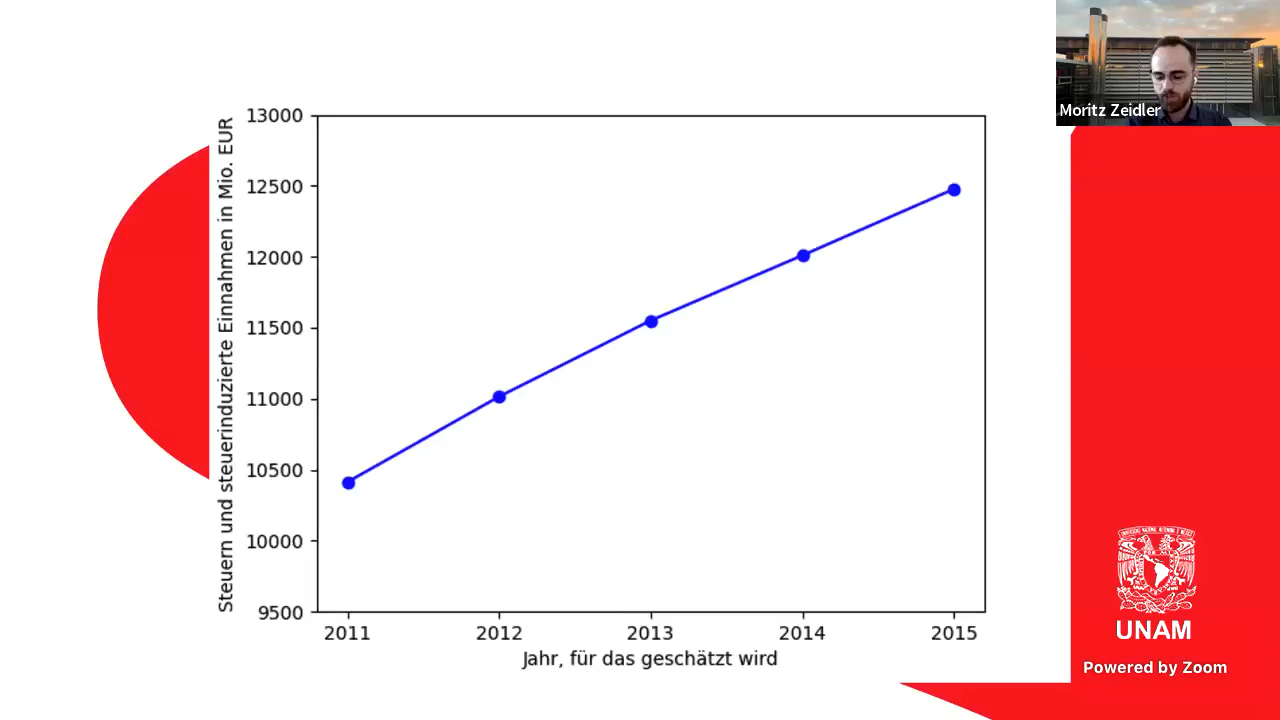 Moritz Zeidler
Steuern und steuerinduzierte Einnahmen in Mio. EUR
13000
12500
12000
11500
11000
10500
10000
9500
2011 2012 2013 2014 2015
Jahr, für das geschätzt wird
UNAM
Powered by Zoom